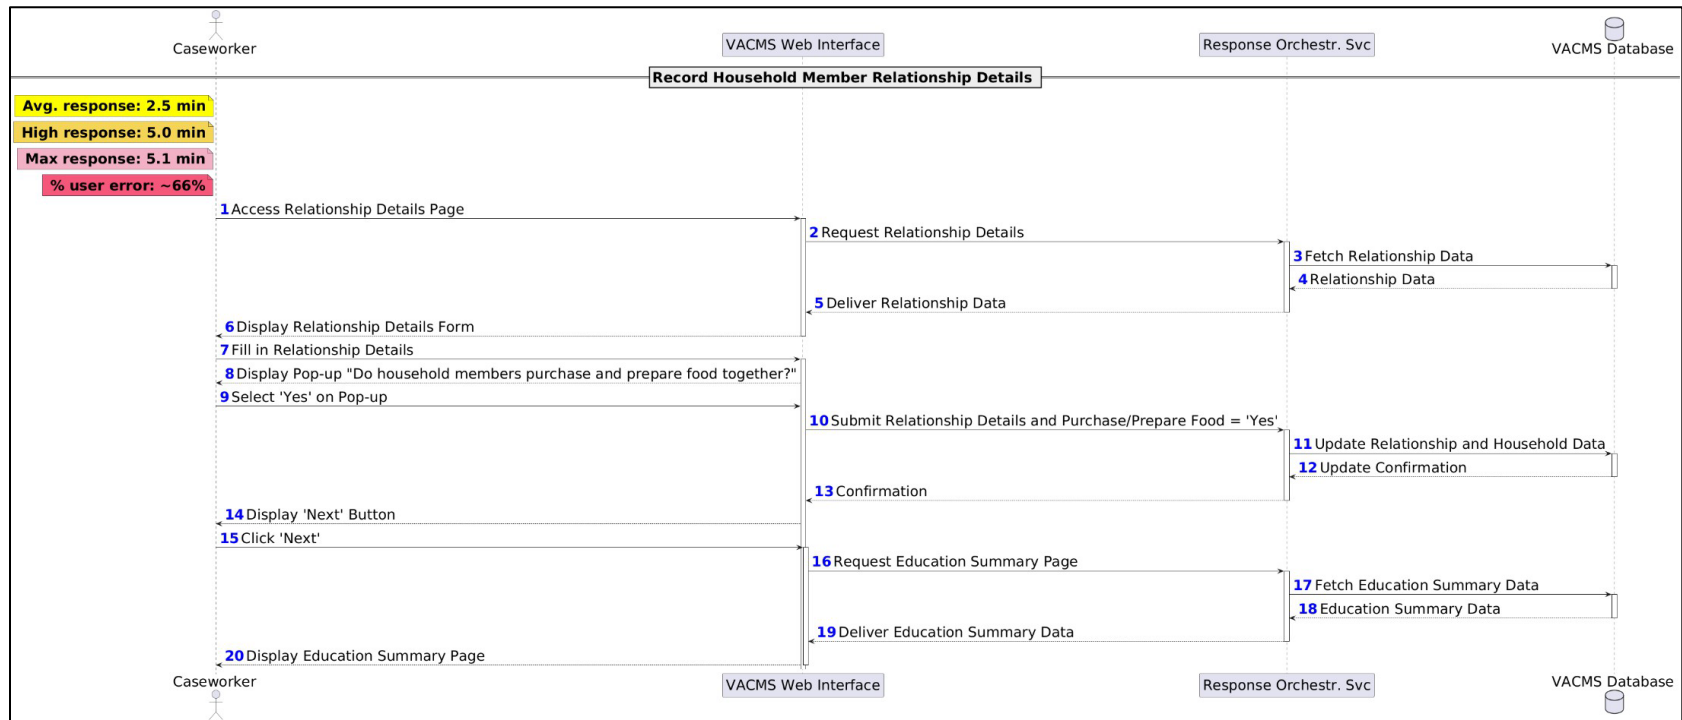 Caseworker
VACMS Web Interface
Response Orchestr. Svc
VACMS Database
Record Household Member Relationship Details
Avg. response: 2.5 min
High response: 5.0 min
Max response: 5.1 min
% user error: ~66%
1 Access Relationship Details Page
2 Request Relationship Details
3 Fetch Relationship Data
4 Relationship Data
5 Deliver Relationship Data
6 Display Relationship Details Form
7 Fill in Relationship Details
8 Display Pop-up "Do household members purchase and prepare food together?"
9 Select 'Yes' on Pop-up
10 Submit Relationship Details and Purchase/Prepare Food = 'Yes'
11 Update Relationship and Household Data
12 Update Confirmation
13 Confirmation
14 Display 'Next' Button
15 Click 'Next'
16 Request Education Summary Page
17 Fetch Education Summary Data
18 Education Summary Data
19 Deliver Education Summary Data
20 Display Education Summary Page
Caseworker
VACMS Web Interface
Response Orchestr. Svc
VACMS Database